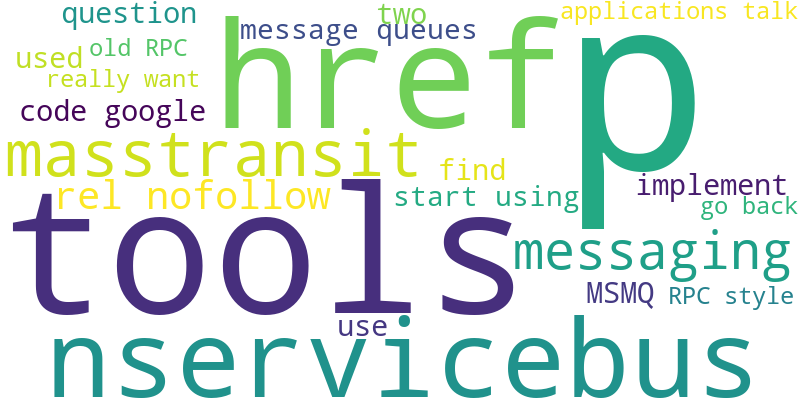 question
two
applications talk
message queues
href
p
old RPC
used
really want
code google
masstransit
find
implement
rel nofollow
start using
go back
tools
messaging
MSMQ
RPC style
use
nservicebus